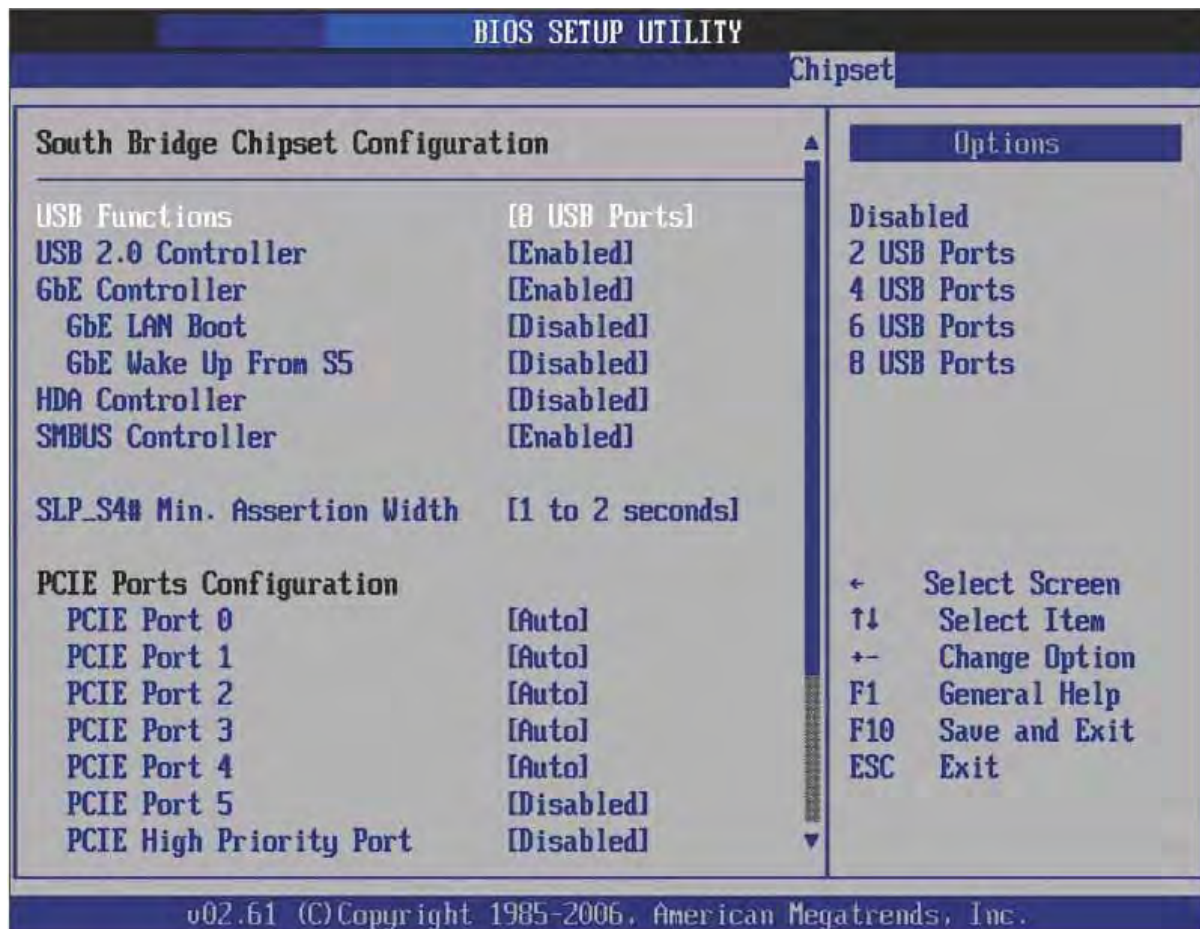 BIOS SETUP UTILITY
Chipset
South Bridge Chipset Configuration
USB Functions [8 USB Ports]
USB 2.0 Controller [Enabled]
GbE Controller [Enabled]
GbE LAN Boot [Disabled]
GbE Wake Up From S5 [Disabled]
HDA Controller [Disabled]
SMBUS Controller [Enabled]
SLP_S4# Min. Assertion Width [1 to 2 seconds]
PCIE Ports Configuration
PCIE Port 0 [Auto]
PCIE Port 1 [Auto]
PCIE Port 2 [Auto]
PCIE Port 3 [Auto]
PCIE Port 4 [Auto]
PCIE Port 5 [Disabled]
PCIE High Priority Port [Disabled]
Options
Disabled
2 USB Ports
4 USB Ports
6 USB Ports
8 USB Ports
← Select Screen
↑↓ Select Item
+- Change Option
F1 General Help
F10 Save and Exit
ESC Exit
v02.61 (C)Copyright 1985-2006, American Megatrends, Inc.